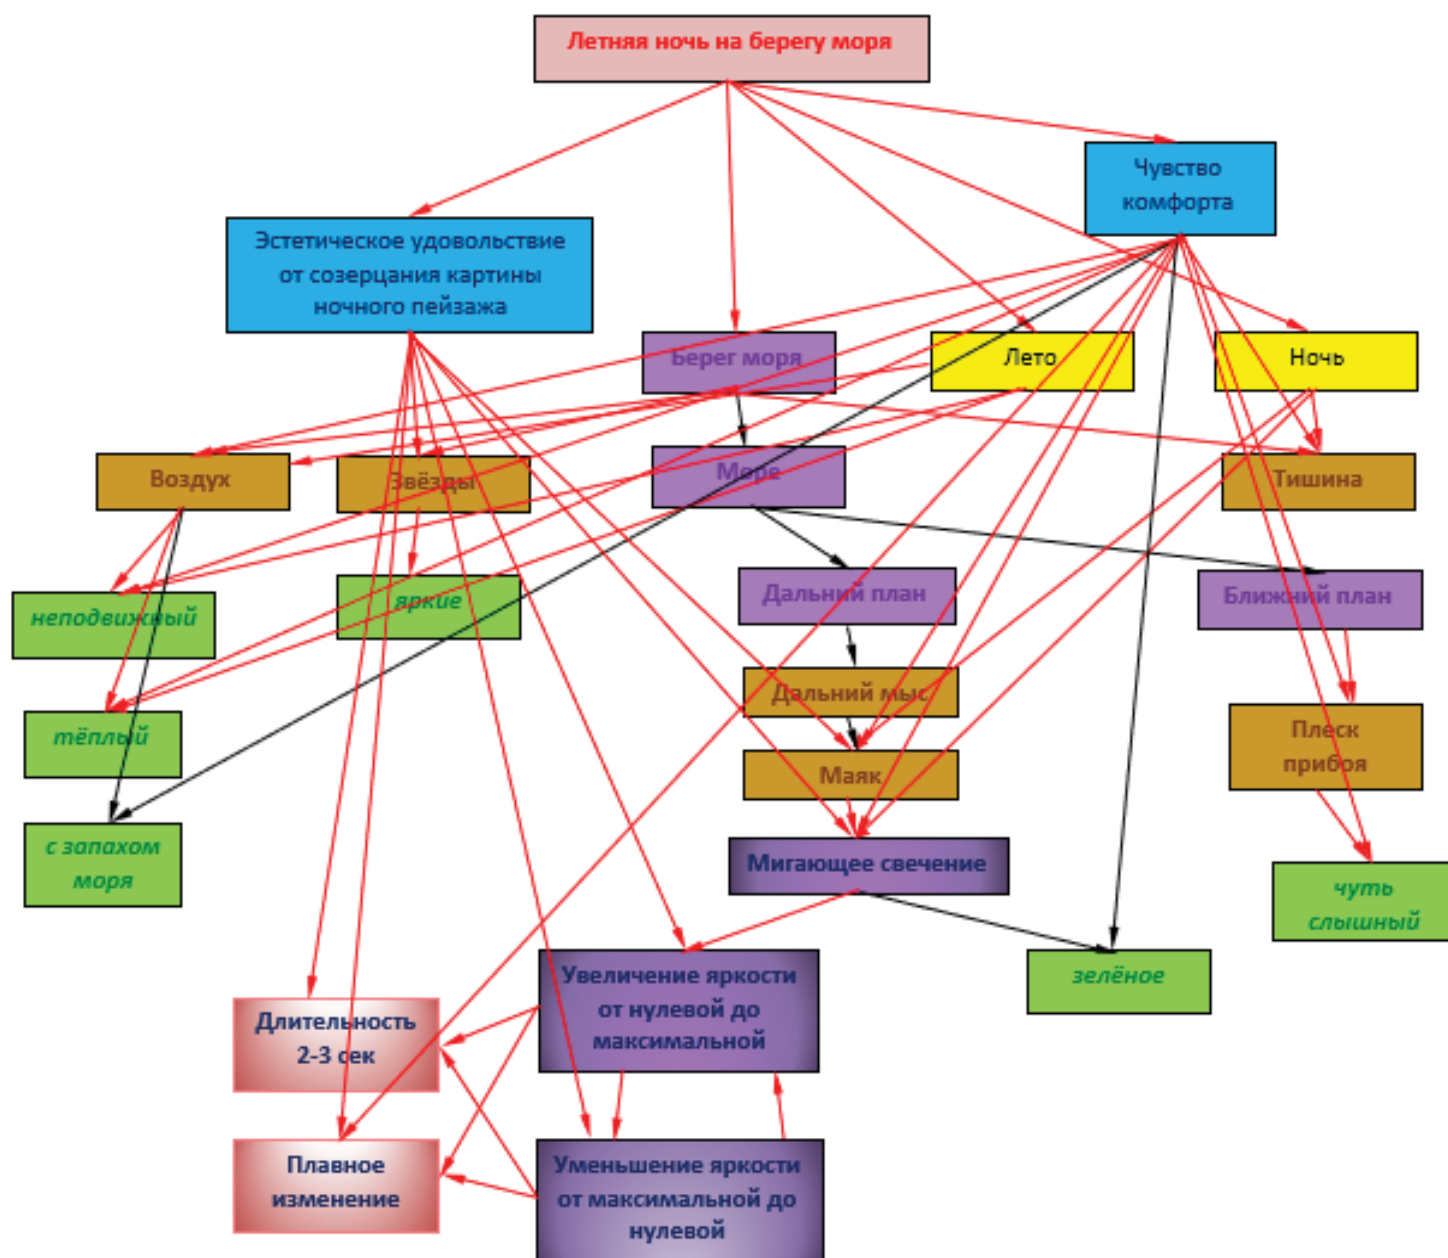 Летняя ночь на берегу моря
Чувство
комфорта
Эстетическое удовольствие
от созерцания картины
ночного пейзажа
Берег моря
Лето
Ночь
Воздух
Звёзды
Море
Тишина
неподвижный
яркие
Дальний план
Ближний план
тёплый
Дальний мыс
Плеск
прибоя
Маяк
с запахом
моря
Мигающее свечение
чуть
слышный
Увеличение яркости
от нулевой до
максимальной
зелёное
Длительность
2-3 сек
Плавное
изменение
Уменьшение яркости
от максимальной до
нулевой